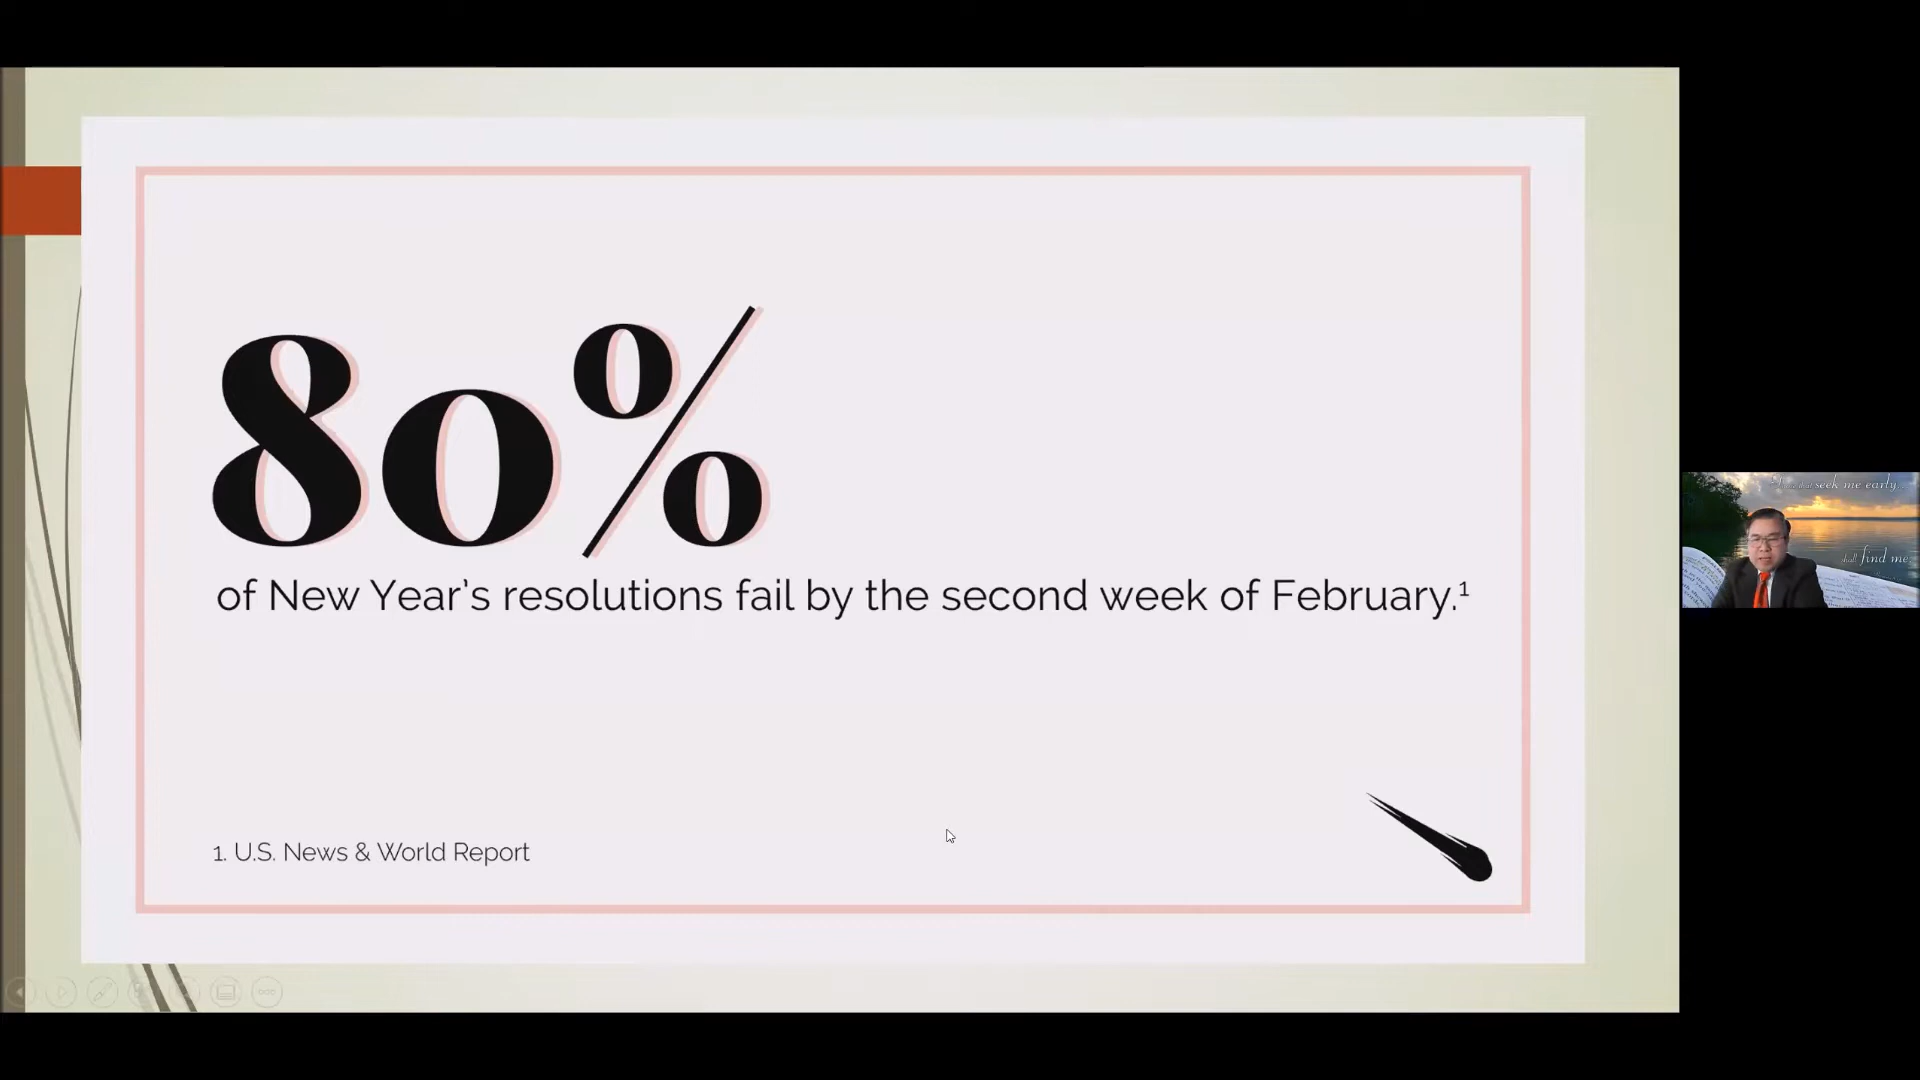 80%
of New Year's resolutions fail by the second week of February.¹
1. U.S. News & World Report
seek me early...
shall find me